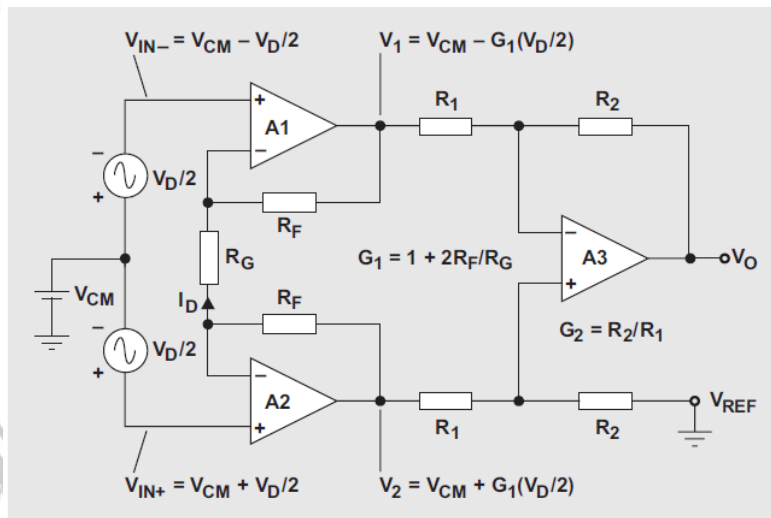 V_IN– = V_CM – V_D/2
V_1 = V_CM – G_1(V_D/2)
R_1
R_2
+
A1
–
–
V_D/2
+
R_F
R_G
G_1 = 1 + 2R_F/R_G
–
A3
+
V_O
V_CM
I_D
R_F
G_2 = R_2/R_1
–
V_D/2
+
–
A2
+
R_1
R_2
V_REF
V_IN+ = V_CM + V_D/2
V_2 = V_CM + G_1(V_D/2)